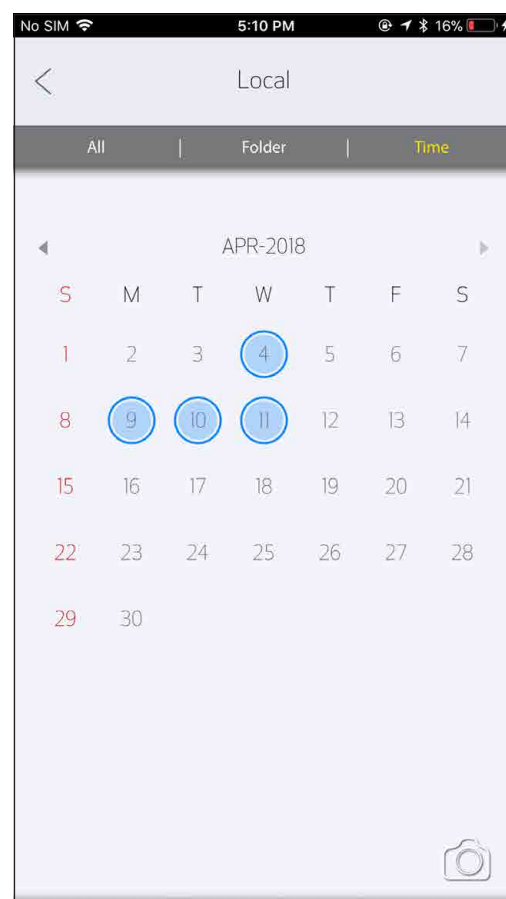 No SIM 5:10 PM 16%
Local
All | Folder | Time
APR-2018
S M T W T F S
1 2 3 4 5 6 7
8 9 10 11 12 13 14
15 16 17 18 19 20 21
22 23 24 25 26 27 28
29 30